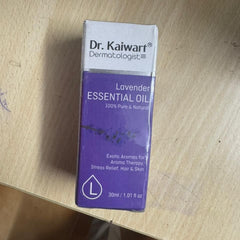 Dr. Kaiwart®
Dermatologist
Lavender
ESSENTIAL OIL
100% Pure & Natural
Exotic Aromas for
Aroma Therapy,
Stress Relief, Hair & Skin
L
30ml / 1.01 fl oz